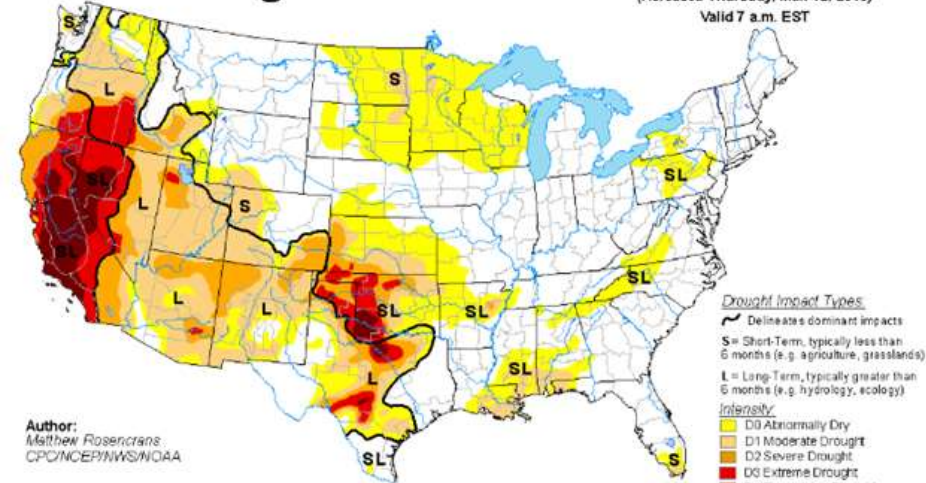 Valid 7 a.m. EST
S
S
L
SL
L
S
SL
SL
L
L
L
SL
SL
SL
L
SL
S
SL
Drought Impact Types:
Delineates dominant impacts
S = Short-Term, typically less than
6 months (e.g. agriculture, grasslands)
L = Long-Term, typically greater than
6 months (e.g. hydrology, ecology)
Intensity:
D0 Abnormally Dry
D1 Moderate Drought
D2 Severe Drought
D3 Extreme Drought
Author:
Matthew Rosencrans
CPC/NCEP/NWS/NOAA